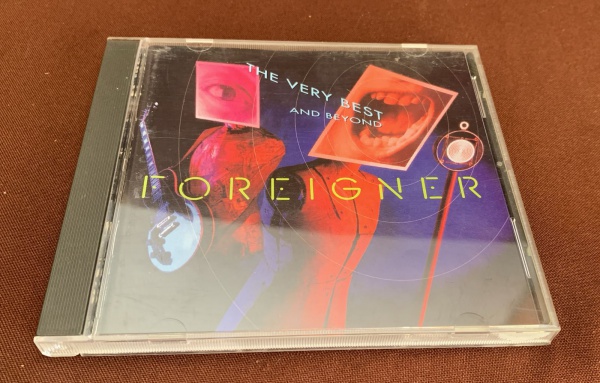 THE VERY BEST
AND BEYOND
FOREIGNER